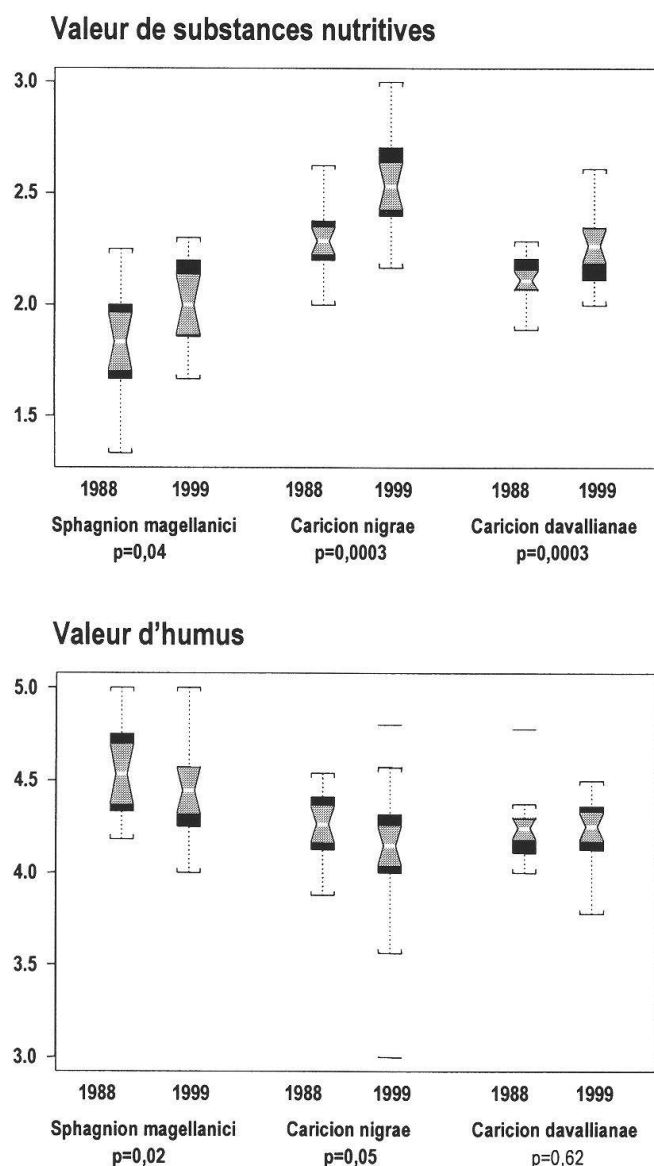 Valeur de substances nutritives
3.0
2.5
2.0
1.5
1988 1999 1988 1999 1988 1999
Sphagnion magellanici Caricion nigrae Caricion davallianae
p=0,04 p=0,0003 p=0,0003
Valeur d'humus
5.0
4.5
4.0
3.5
3.0
1988 1999 1988 1999 1988 1999
Sphagnion magellanici Caricion nigrae Caricion davallianae
p=0,02 p=0,05 p=0,62